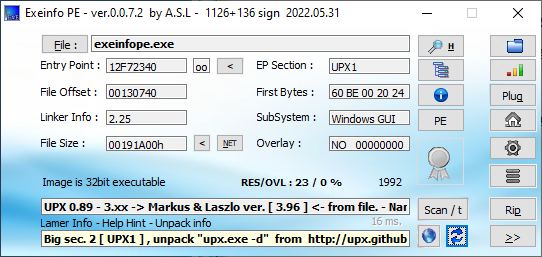 Exeinfo PE - ver.0.0.7.2 by A.S.L - 1126+136 sign 2022.05.31
File : exeinfope.exe H
Entry Point : 12F72340 oo < EP Section : UPX1
File Offset : 00130740 First Bytes : 60 BE 00 20 24 Plug
Linker Info : 2.25 SubSystem : Windows GUI PE
File Size : 00191A00h < NET Overlay : NO 00000000
Image is 32bit executable RES/OVL : 23 / 0 % 1992
UPX 0.89 - 3.xx -> Markus & Laszlo ver. [ 3.96 ] <- from file. - Nar Scan / t Rip
Lamer Info - Help Hint - Unpack info 16 ms.
Big sec. 2 [ UPX1 ] , unpack "upx.exe -d" from http://upx.github >>